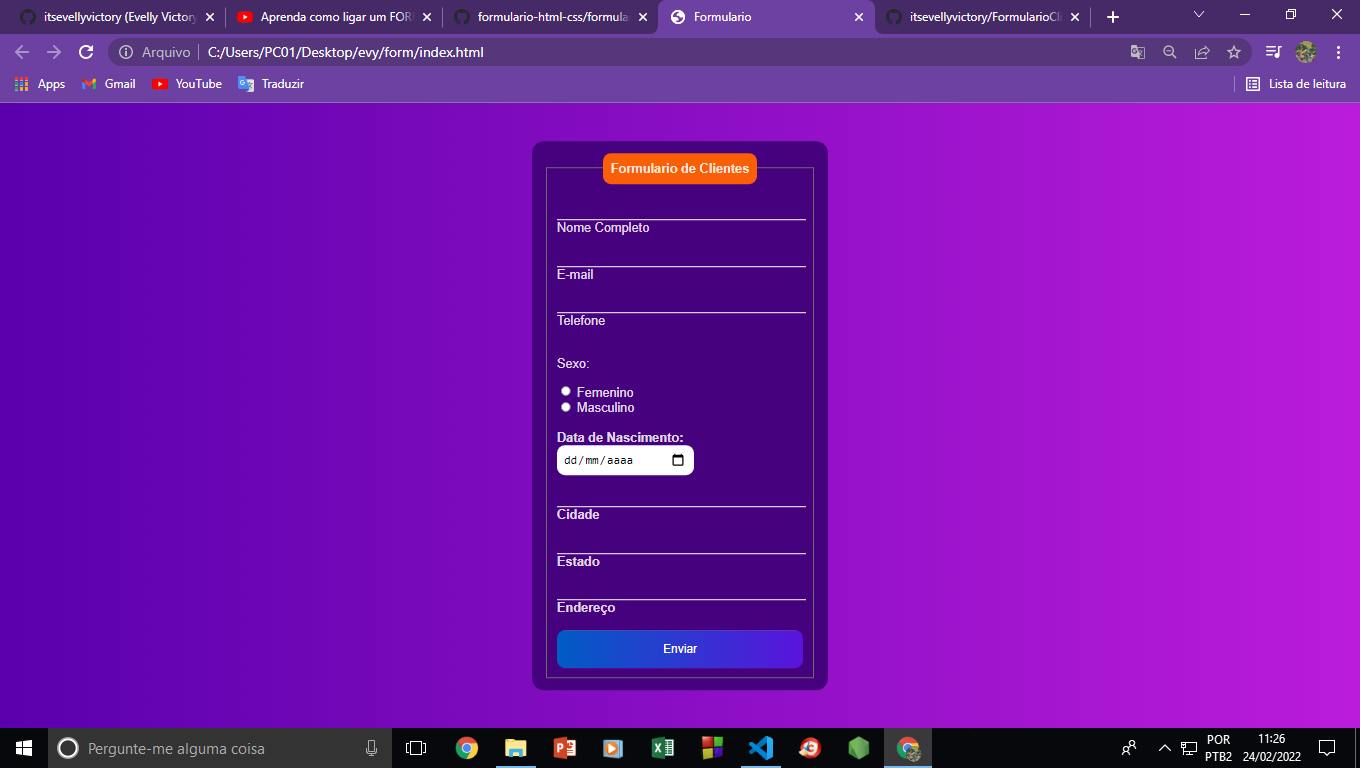 itsevellyvictory (Evelly Victory
Aprenda como ligar um FOR
formulario-html-css/formula
Formulario
itsevellyvictory/FormularioCl
Arquivo
C:/Users/PC01/Desktop/evy/form/index.html
Apps
Gmail
YouTube
Traduzir
Lista de leitura
Formulario de Clientes
Nome Completo
E-mail
Telefone
Sexo:
Femenino
Masculino
Data de Nascimento:
dd/mm/aaaa
Cidade
Estado
Endereço
Enviar
Pergunte-me alguma coisa
POR
PTB2
11:26
24/02/2022